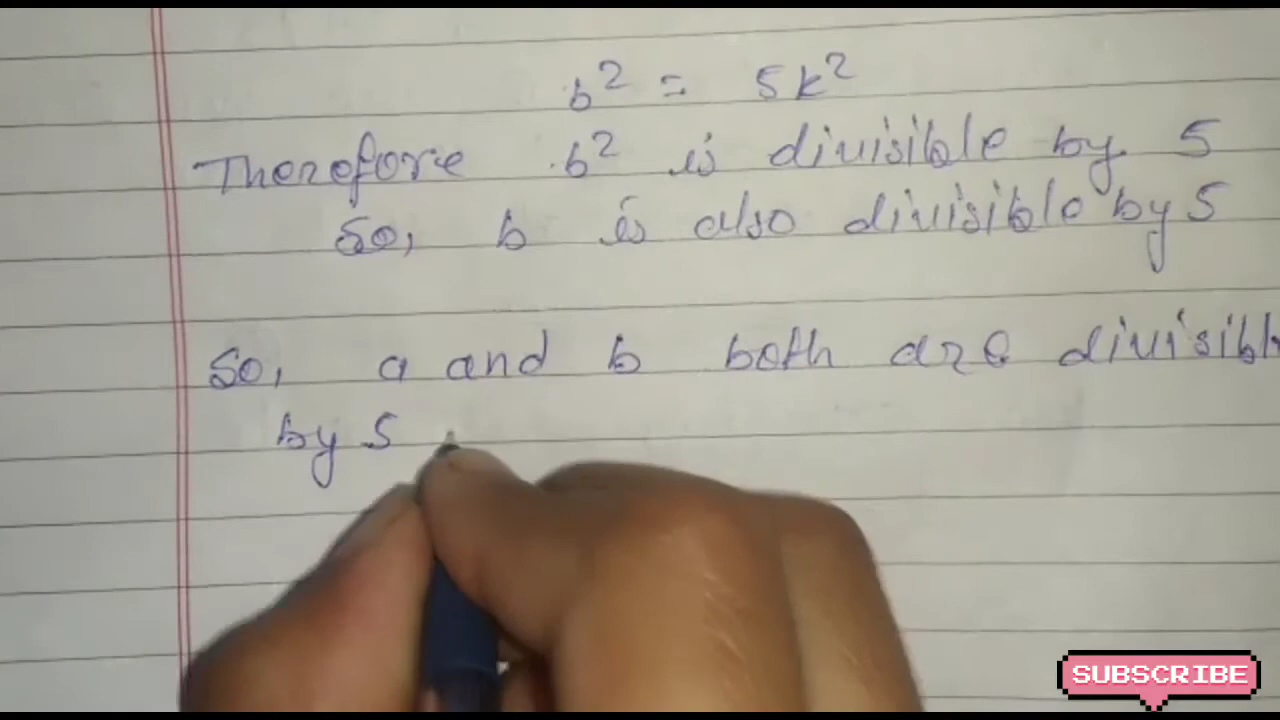 b² = 5k²
Therefore b² is divisible by 5
So, b is also divisible by 5
So, a and b both are divisibl
by 5
SUBSCRIBE